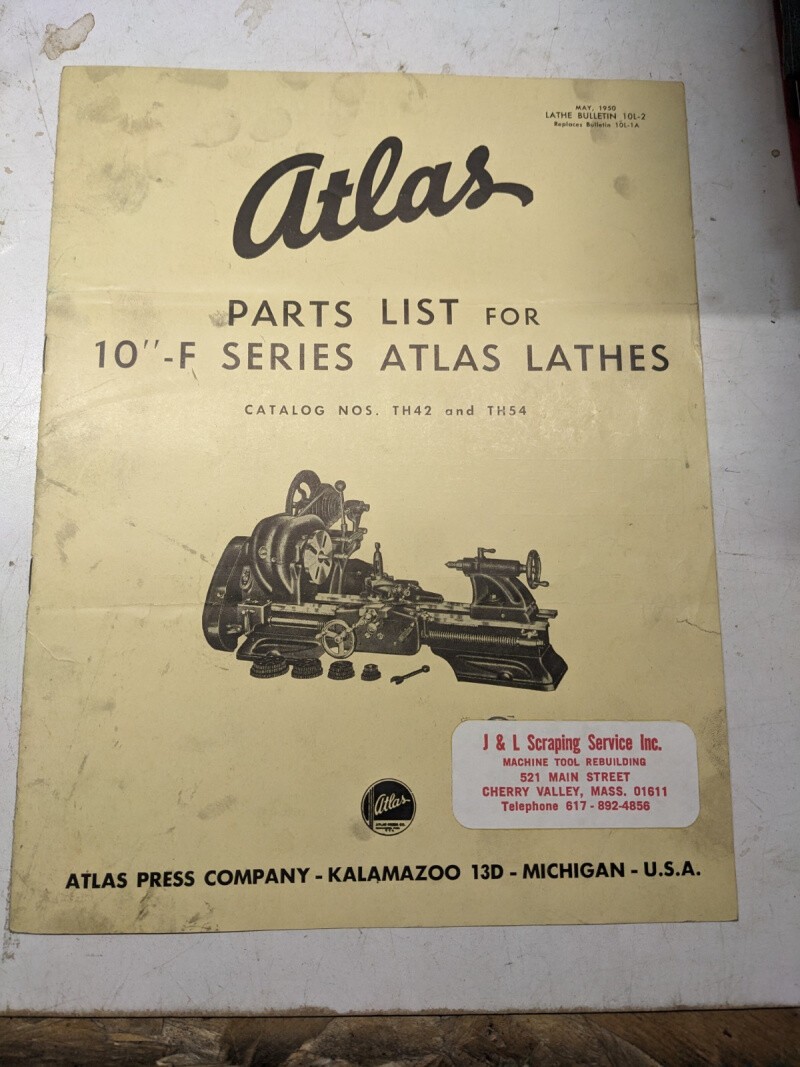 MAY, 1950
LATHE BULLETIN 10L-2
Replaces Bulletin 10L-1A
Atlas
PARTS LIST FOR
10"-F SERIES ATLAS LATHES
CATALOG NOS. TH42 and TH54
J & L Scraping Service Inc.
MACHINE TOOL REBUILDING
521 MAIN STREET
CHERRY VALLEY, MASS. 01611
Telephone 617-892-4856
Atlas
ATLAS PRESS COMPANY - KALAMAZOO 13D - MICHIGAN - U.S.A.